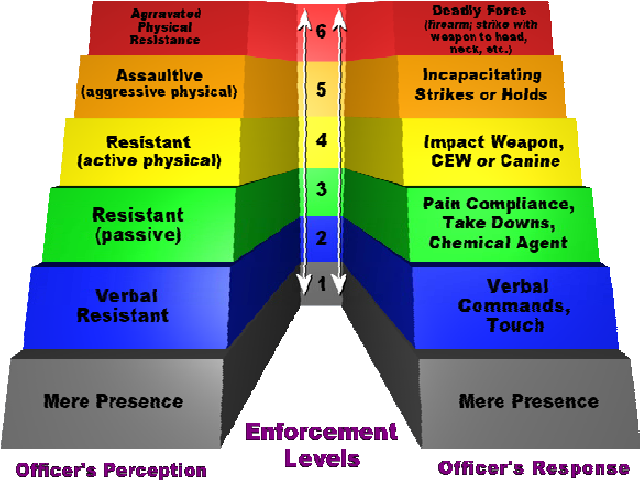 Aggravated
Physical
Resistance
6
Deadly Force
(firearm; strike with
weapon to head,
neck, etc.)
Assaultive
(aggressive physical)
5
Incapacitating
Strikes or Holds
Resistant
(active physical)
4
Impact Weapon,
CEW or Canine
Resistant
(passive)
3
Pain Compliance,
Take Downs,
Chemical Agent
Verbal
Resistant
2
Verbal
Commands,
Touch
Mere Presence
1
Mere Presence
Officer's Perception
Enforcement
Levels
Officer's Response